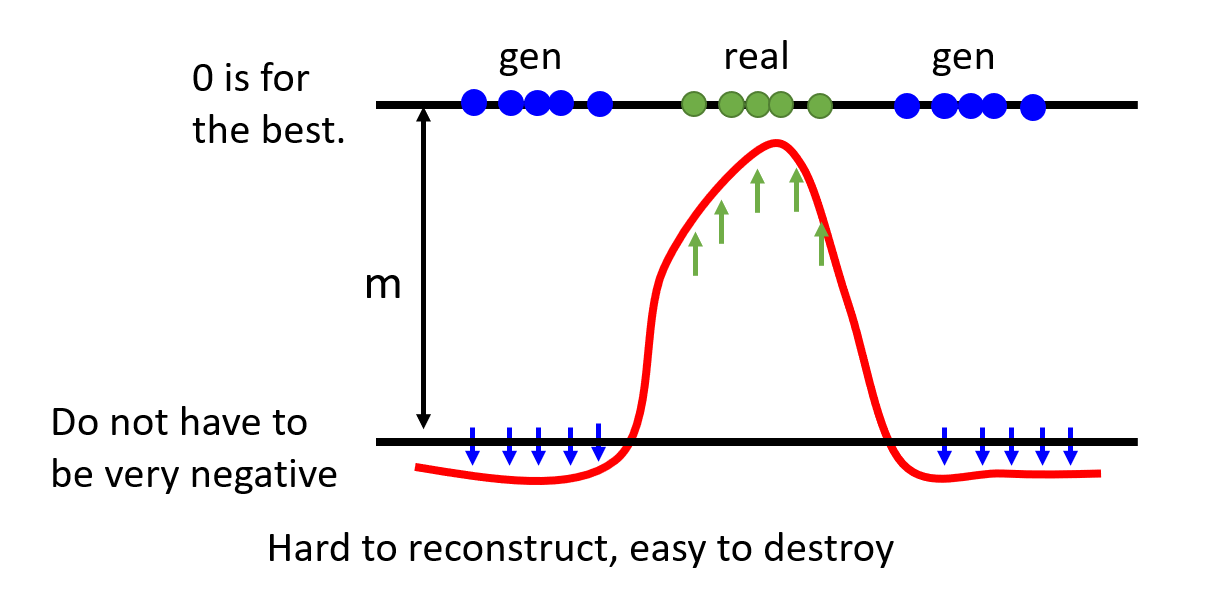 gen
real
gen
0 is for
the best.
m
Do not have to
be very negative
Hard to reconstruct, easy to destroy